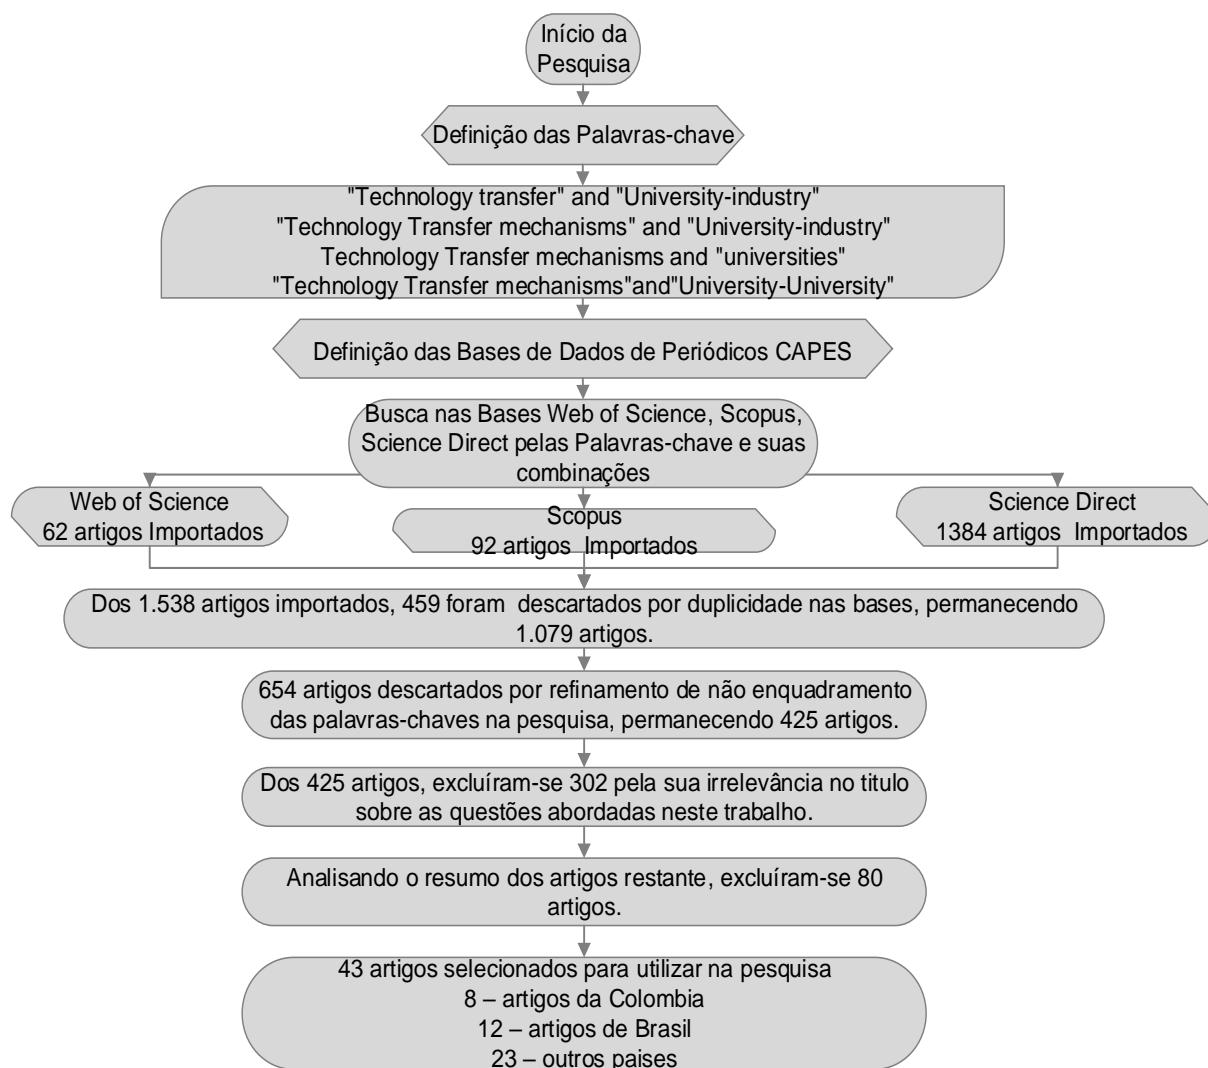 Início da
Pesquisa
Definição das Palavras-chave
"Technology transfer" and "University-industry"
"Technology Transfer mechanisms" and "University-industry"
Technology Transfer mechanisms and "universities"
"Technology Transfer mechanisms"and"University-University"
Definição das Bases de Dados de Periódicos CAPES
Busca nas Bases Web of Science, Scopus,
Science Direct pelas Palavras-chave e suas
combinações
Web of Science
62 artigos Importados
Scopus
92 artigos Importados
Science Direct
1384 artigos Importados
Dos 1.538 artigos importados, 459 foram descartados por duplicidade nas bases, permanecendo
1.079 artigos.
654 artigos descartados por refinamento de não enquadramento
das palavras-chaves na pesquisa, permanecendo 425 artigos.
Dos 425 artigos, excluíram-se 302 pela sua irrelevância no titulo
sobre as questões abordadas neste trabalho.
Analisando o resumo dos artigos restante, excluíram-se 80
artigos.
43 artigos selecionados para utilizar na pesquisa
8 – artigos da Colombia
12 – artigos de Brasil
23 – outros paises